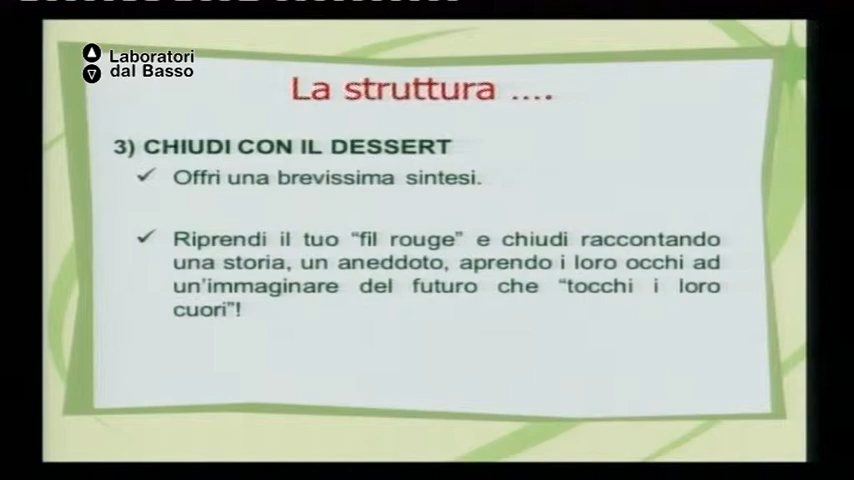 Laboratori
dal Basso
La struttura ....
3) CHIUDI CON IL DESSERT
✓ Offri una brevissima sintesi.
✓ Riprendi il tuo “fil rouge” e chiudi raccontando
una storia, un aneddoto, aprendo i loro occhi ad
un’immaginare del futuro che “tocchi i loro
cuori”!